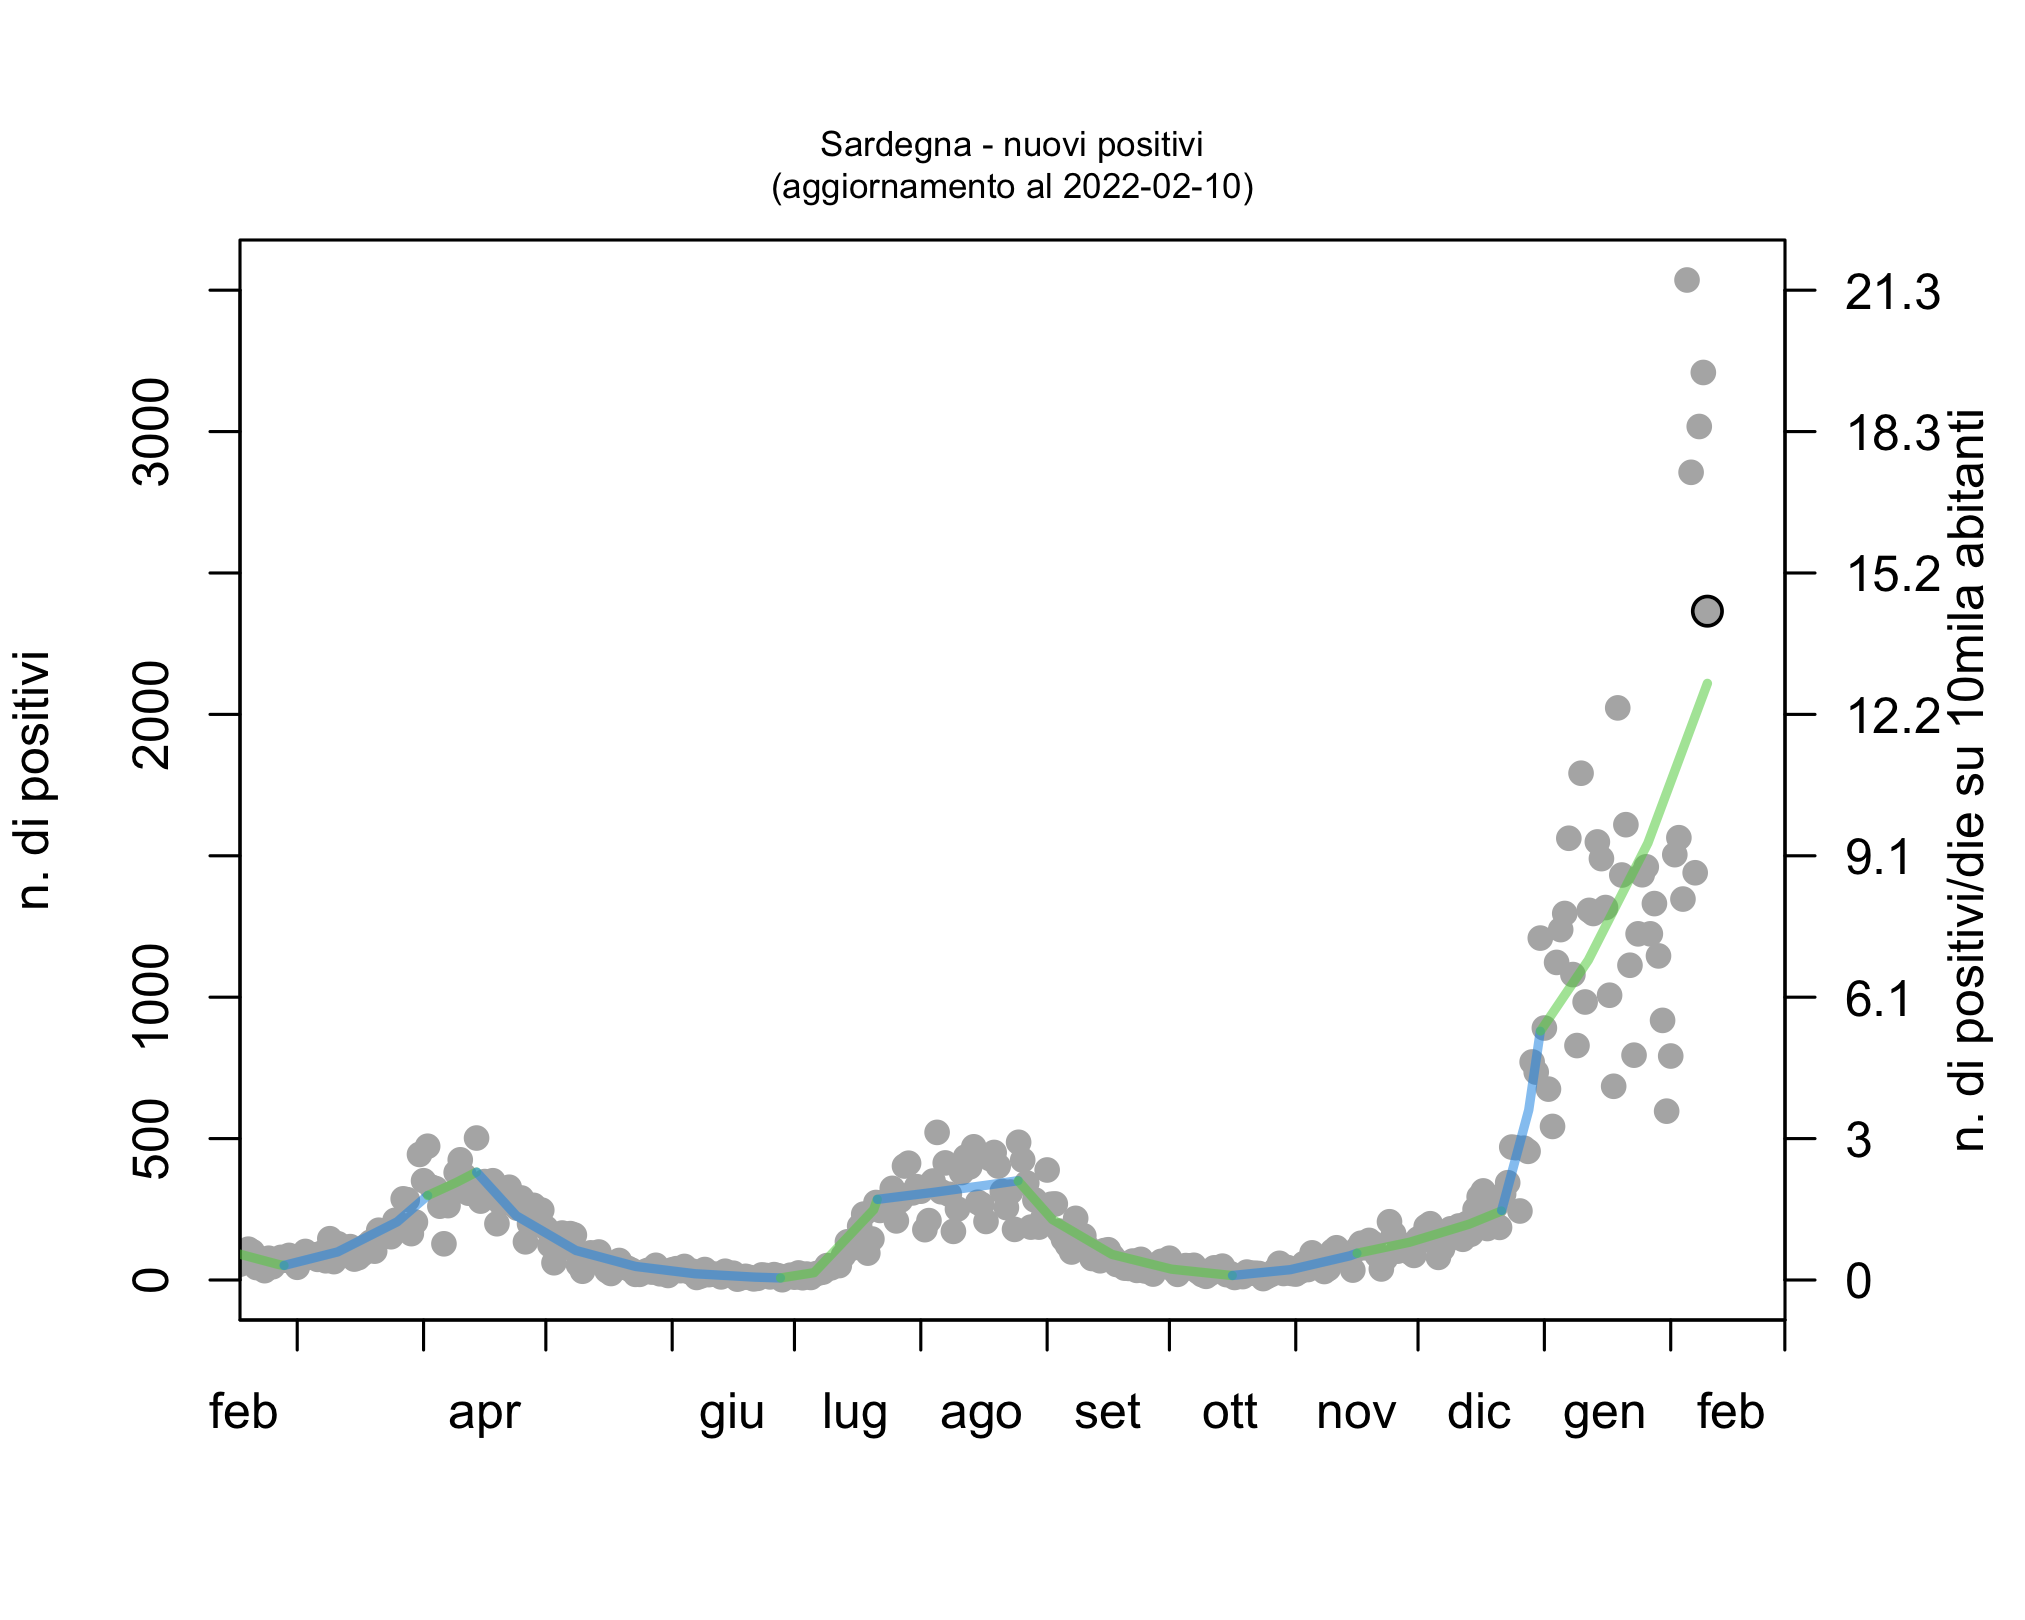 Sardegna - nuovi positivi
(aggiornamento al 2022-02-10)
n. di positivi
3000
2000
1000
500
0
21.3
18.3
15.2
12.2
9.1
6.1
3
0
n. di positivi/die su 10mila abitanti
feb apr giu lug ago set ott nov dic gen feb